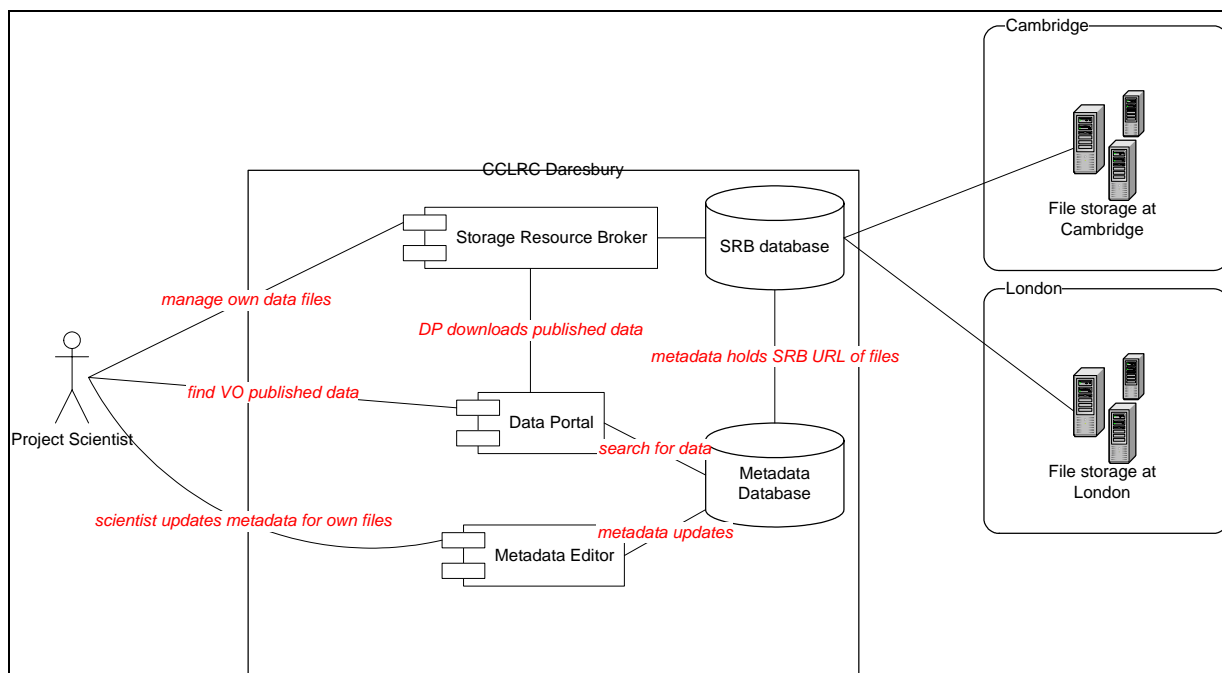 Cambridge
File storage at
Cambridge
CCLRC Daresbury
Storage Resource Broker
SRB database
manage own data files
London
DP downloads published data
metadata holds SRB URL of files
find VO published data
Project Scientist
Data Portal
search for data
File storage at
London
Metadata
Database
scientist updates metadata for own files
metadata updates
Metadata Editor